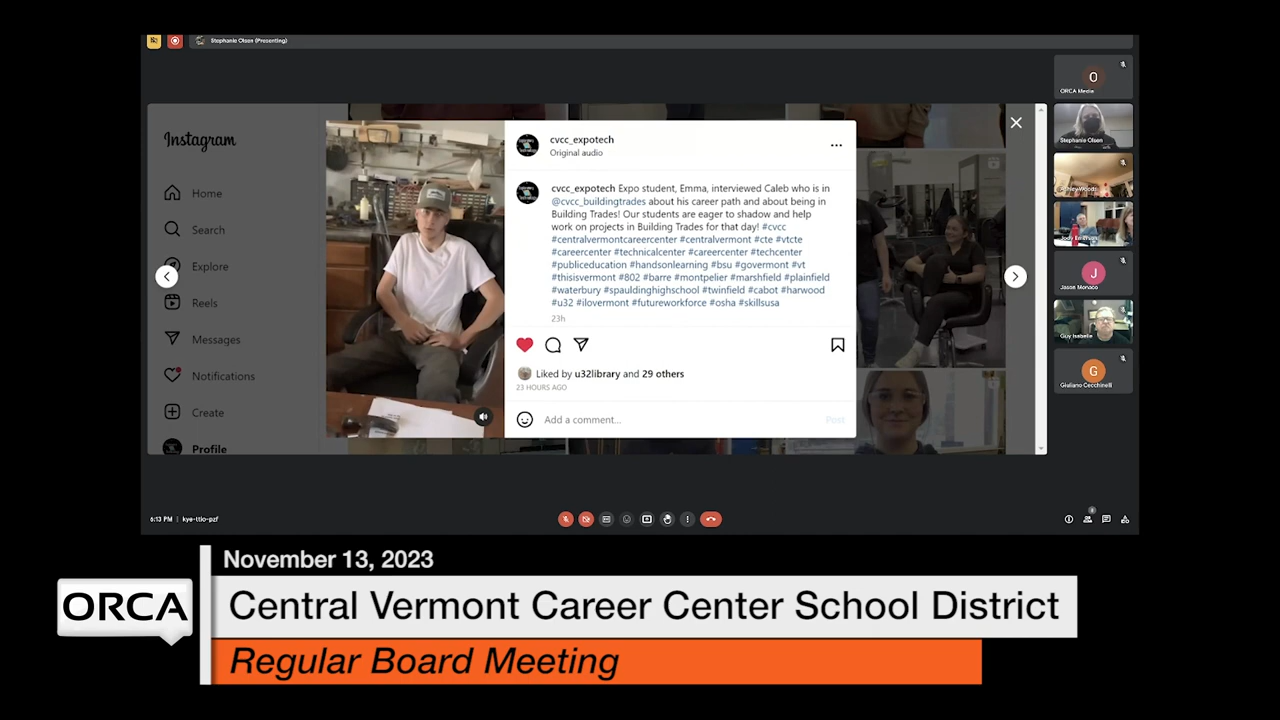 Stephanie Olsen (Presenting)
O
ORCA Media
Stephanie Olsen
Ashley Woods
J
Jason Monaco
Guy Isabelle
G
Giuliano Cecchinelli
Instagram
Home
Search
Explore
Reels
Messages
Notifications
Create
Profile
cvcc_expotech
Original audio
cvcc_expotech Expo student, Emma, interviewed Caleb who is in
@cvcc_buildingtrades about his career path and about being in
Building Trades! Our students are eager to shadow and help
work on projects in Building Trades for that day! #cvcc
#centralvermontcareercenter #centralvermont #cte #vtcte
#careercenter #technicalcenter #careercenter #techcenter
#publiceducation #handsonlearning #bsu #govermont #vt
#thisisvermont #802 #barre #montpelier #marshfield #plainfield
#waterbury #spauldinghighschool #twinfield #cabot #harwood
#u32 #ilovermont #futureworkforce #osha #skillsusa
23h
Liked by u32library and 29 others
23 HOURS AGO
Add a comment...
Post
6:13 PM | kye-ttio-pzf
November 13, 2023
ORCA
Central Vermont Career Center School District
Regular Board Meeting